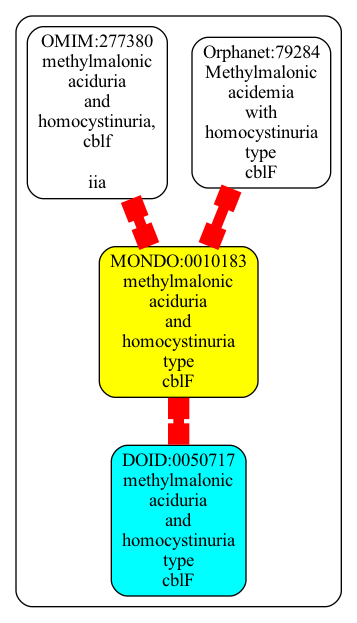 OMIM:277380
methylmalonic
aciduria
and
homocystinuria,
cblf
iia
Orphanet:79284
Methylmalonic
acidemia
with
homocystinuria
type
cblF
MONDO:0010183
methylmalonic
aciduria
and
homocystinuria
type
cblF
DOID:0050717
methylmalonic
aciduria
and
homocystinuria
type
cblF